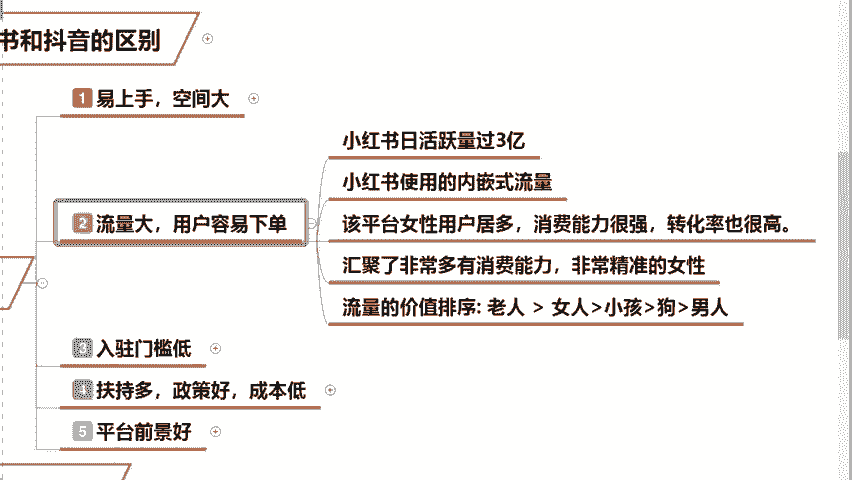 书和抖音的区别
1 易上手，空间大
小红书日活跃量过3亿
小红书使用的内嵌式流量
2 流量大，用户容易下单
该平台女性用户居多，消费能力很强，转化率也很高。
汇聚了非常多有消费能力，非常精准的女性
流量的价值排序: 老人 > 女人>小孩>狗>男人
3 入驻门槛低
4 扶持多，政策好，成本低
5 平台前景好